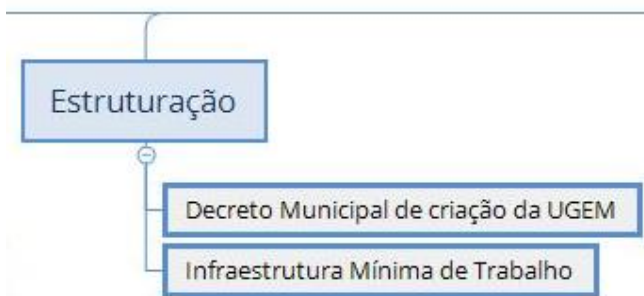 Estruturação
Decreto Municipal de criação da UGEM
Infraestrutura Mínima de Trabalho